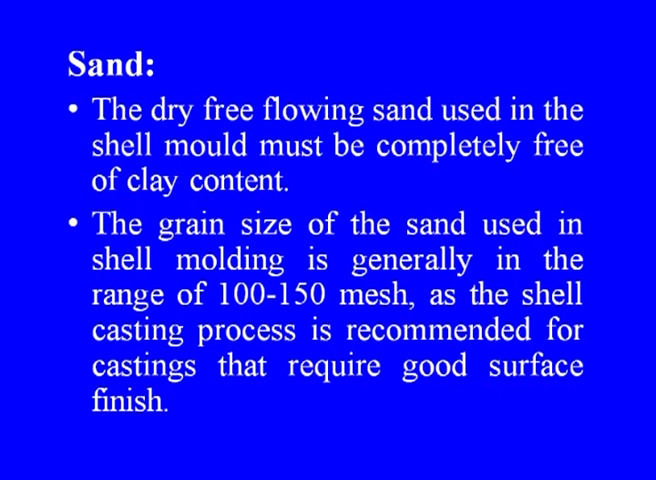 Sand:
• The dry free flowing sand used in the
shell mould must be completely free
of clay content.
• The grain size of the sand used in
shell molding is generally in the
range of 100-150 mesh, as the shell
casting process is recommended for
castings that require good surface
finish.